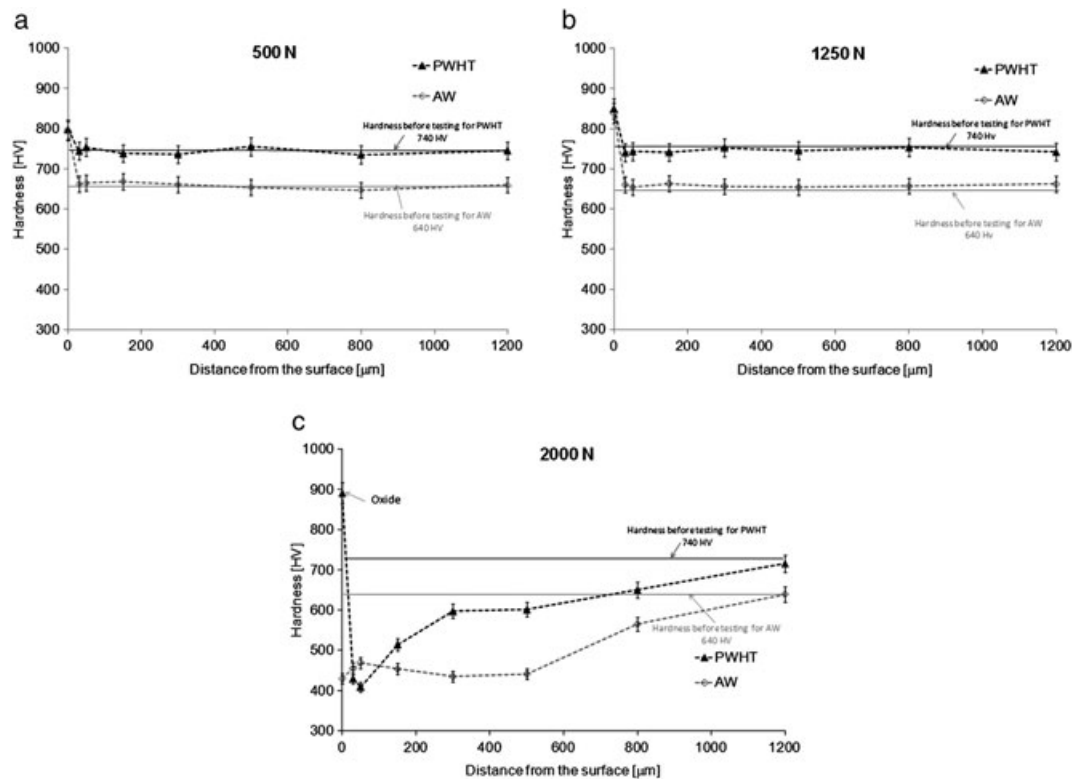 a
500 N
1000
900
800
700
600
500
400
300
Hardness [HV]
PWHT
AW
Hardness before testing for PWHT
740 HV
Hardness before testing for AW
640 HV
0 200 400 600 800 1000 1200
Distance from the surface [μm]
b
1250 N
1000
900
800
700
600
500
400
300
Hardness [HV]
PWHT
AW
Hardness before testing for PWHT
740 Hv
Hardness before testing for AW
640 Hv
0 200 400 600 800 1000 1200
Distance from the surface [μm]
c
2000 N
1000
900
800
700
600
500
400
300
Hardness [HV]
Oxide
Hardness before testing for PWHT
740 HV
Hardness before testing for AW
640 HV
PWHT
AW
0 200 400 600 800 1000 1200
Distance from the surface [μm]